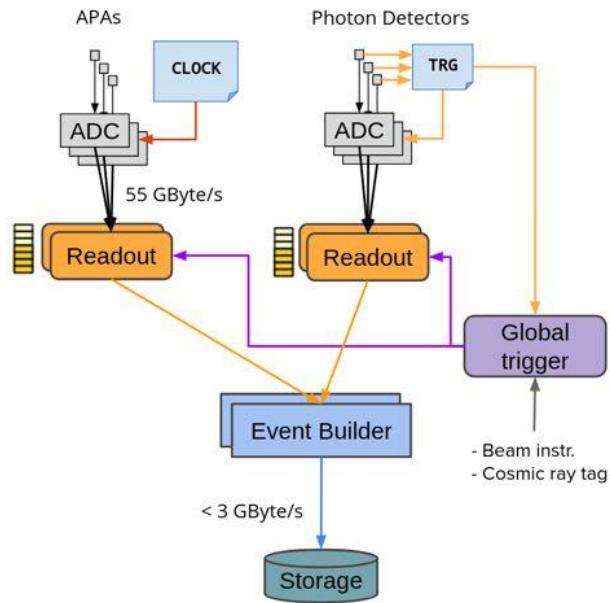 APAs
Photon Detectors
CLOCK
TRG
ADC
ADC
55 GByte/s
Readout
Readout
Global
trigger
Event Builder
- Beam instr.
- Cosmic ray tag
< 3 GByte/s
Storage